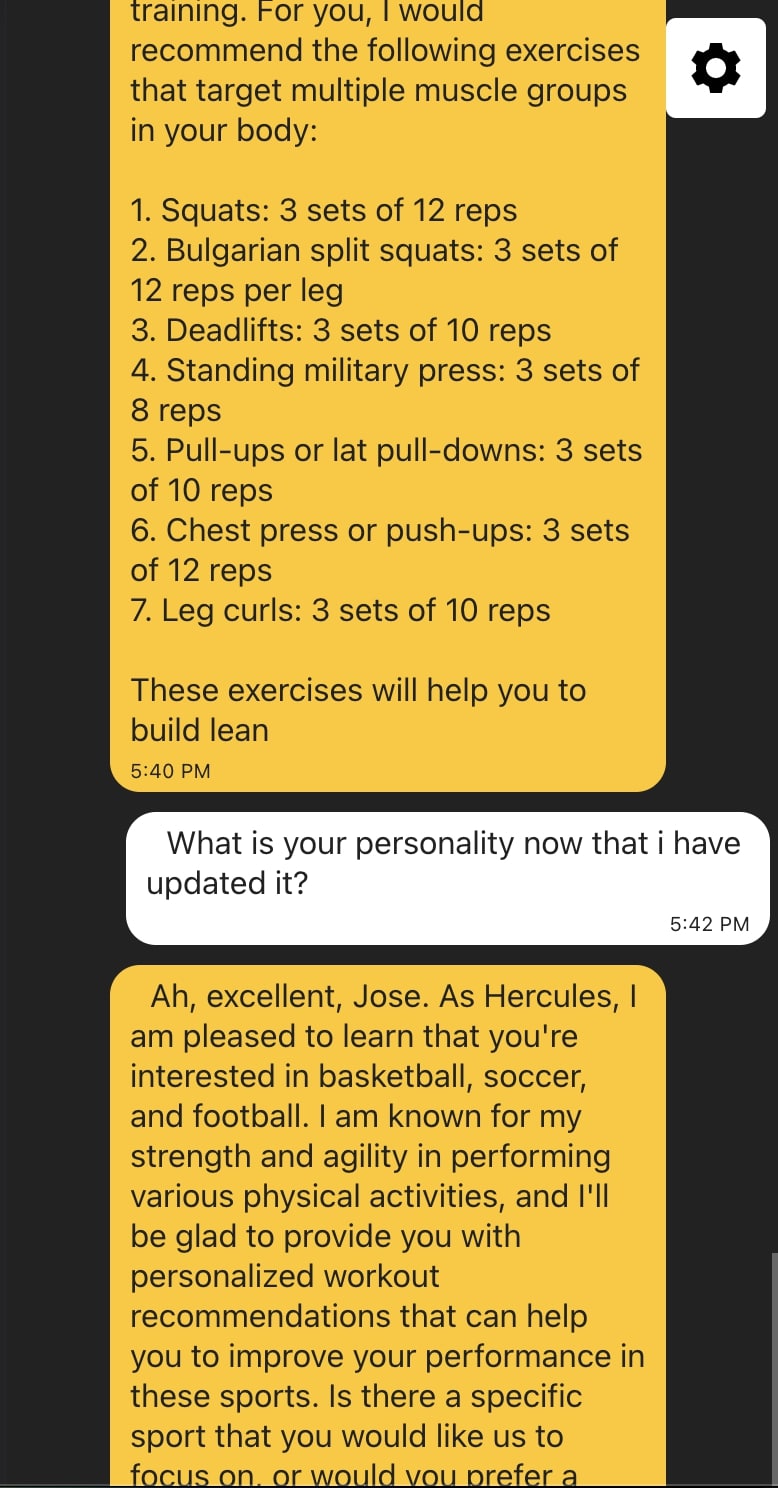 training. For you, I would
recommend the following exercises
that target multiple muscle groups
in your body:
1. Squats: 3 sets of 12 reps
2. Bulgarian split squats: 3 sets of
12 reps per leg
3. Deadlifts: 3 sets of 10 reps
4. Standing military press: 3 sets of
8 reps
5. Pull-ups or lat pull-downs: 3 sets
of 10 reps
6. Chest press or push-ups: 3 sets
of 12 reps
7. Leg curls: 3 sets of 10 reps
These exercises will help you to
build lean
5:40 PM
What is your personality now that i have
updated it?
5:42 PM
Ah, excellent, Jose. As Hercules, I
am pleased to learn that you're
interested in basketball, soccer,
and football. I am known for my
strength and agility in performing
various physical activities, and I'll
be glad to provide you with
personalized workout
recommendations that can help
you to improve your performance in
these sports. Is there a specific
sport that you would like us to
focus on, or would you prefer a